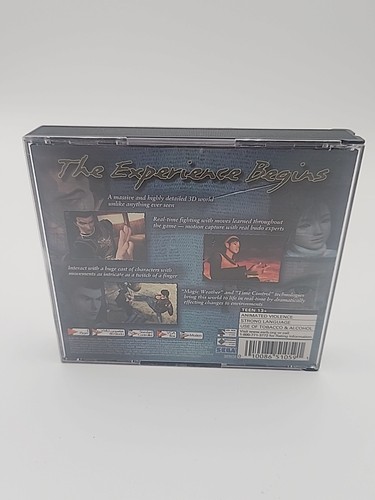 The Experience Begins
A massive and highly detailed 3D world
unlike anything ever seen
Real-time fighting with moves learned throughout
the game — motion capture with real budo experts
Interact with a huge cast of characters with
movements as intricate as a twitch of a finger
"Magic Weather" and "Time Control" technologies
bring this world to life in real time by dramatically
effecting changes to environments
TEEN 13+
ANIMATED VIOLENCE
STRONG LANGUAGE
USE OF TOBACCO & ALCOHOL
SEGA
10086 5105